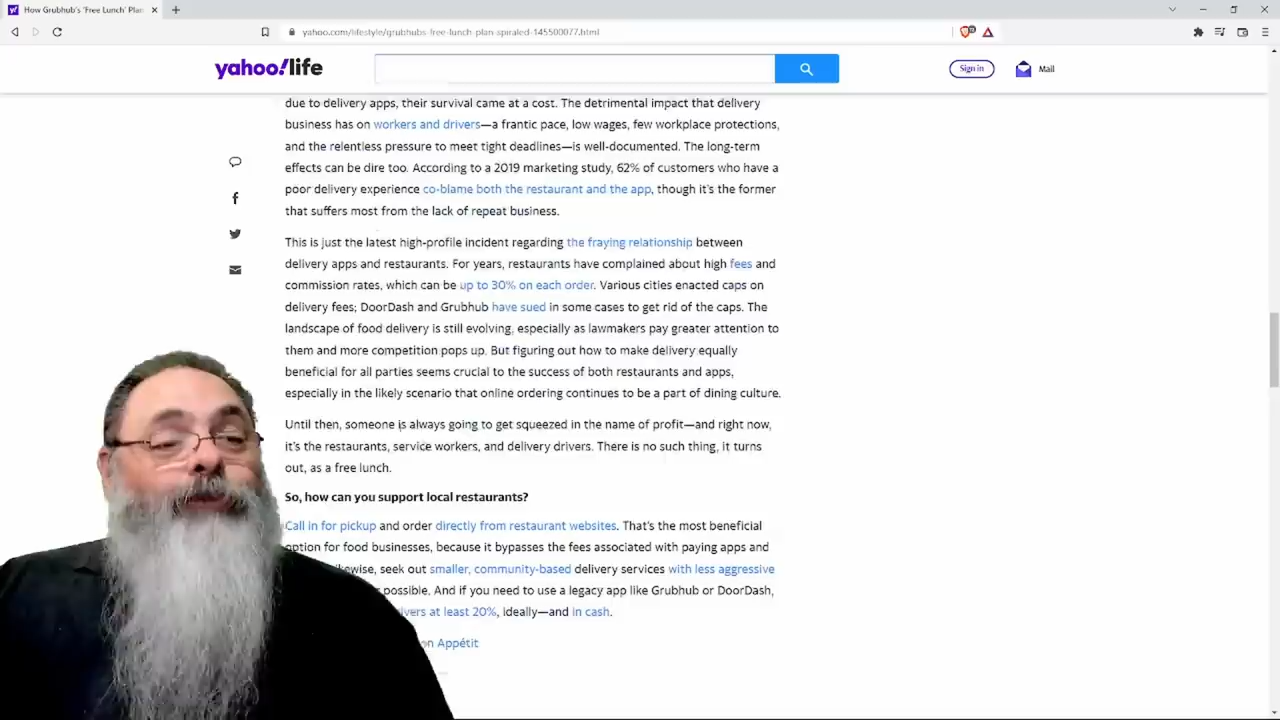 How Grubhub's 'Free Lunch' Plan
yahoo.com/lifestyle/grubhubs-free-lunch-plan-spiraled-145500077.html
yahoo!life
Sign in
Mail
due to delivery apps, their survival came at a cost. The detrimental impact that delivery
business has on workers and drivers—a frantic pace, low wages, few workplace protections,
and the relentless pressure to meet tight deadlines—is well-documented. The long-term
effects can be dire too. According to a 2019 marketing study, 62% of customers who have a
poor delivery experience co-blame both the restaurant and the app, though it's the former
that suffers most from the lack of repeat business.
This is just the latest high-profile incident regarding the fraying relationship between
delivery apps and restaurants. For years, restaurants have complained about high fees and
commission rates, which can be up to 30% on each order. Various cities enacted caps on
delivery fees; DoorDash and Grubhub have sued in some cases to get rid of the caps. The
landscape of food delivery is still evolving, especially as lawmakers pay greater attention to
them and more competition pops up. But figuring out how to make delivery equally
beneficial for all parties seems crucial to the success of both restaurants and apps,
especially in the likely scenario that online ordering continues to be a part of dining culture.
Until then, someone is always going to get squeezed in the name of profit—and right now,
it's the restaurants, service workers, and delivery drivers. There is no such thing, it turns
out, as a free lunch.
So, how can you support local restaurants?
Call in for pickup and order directly from restaurant websites. That's the most beneficial
option for food businesses, because it bypasses the fees associated with paying apps and
seek out smaller, community-based delivery services with less aggressive
possible. And if you need to use a legacy app like Grubhub or DoorDash,
at least 20%, ideally—and in cash.
Appétit